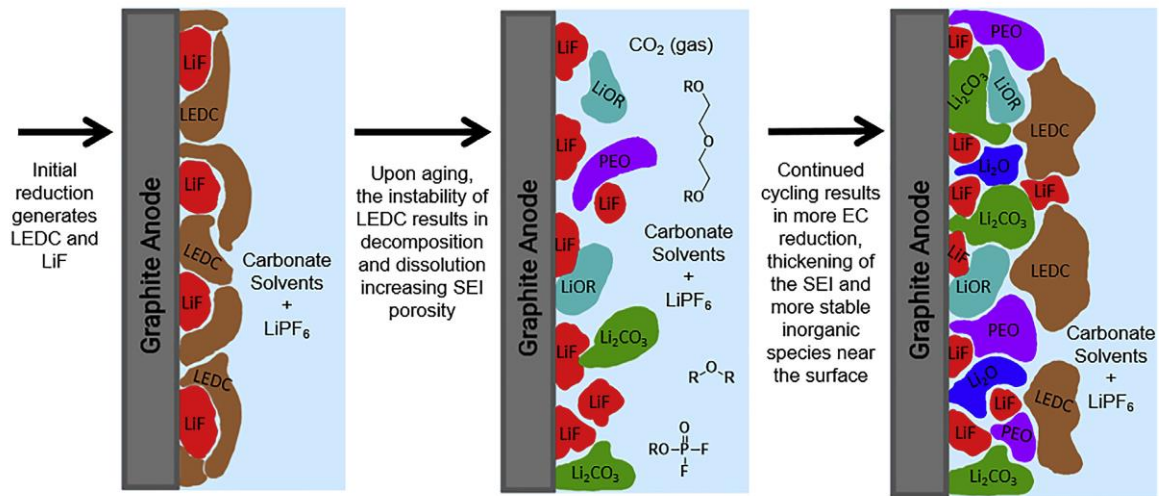 Initial
reduction
generates
LEDC and
LiF
Graphite Anode
LiF
LEDC
LiF
LEDC
LiF
LEDC
LiF
Carbonate
Solvents
+
LiPF₆
Upon aging,
the instability of
LEDC results in
decomposition
and dissolution
increasing SEI
porosity
Graphite Anode
LiF
CO₂ (gas)
LiOR
RO
LiF
PEO
O
LiF
RO
LiF
Carbonate
Solvents
+
LiPF₆
LiOR
Li₂CO₃
LiF
R O R
LiF
LiF
O
RO P F
F
Li₂CO₃
Continued
cycling results
in more EC
reduction,
thickening of
the SEI and
more stable
inorganic
species near
the surface
Graphite Anode
PEO
LiF
Li₂CO₃
LiOR
LEDC
LiF
Li₂O
LiF
LiF
Li₂CO₃
LiF
LEDC
LiOR
PEO
Carbonate
Solvents
+
LiPF₆
LiF
Li₂O
LiF
LEDC
LiF
PEO
Li₂CO₃